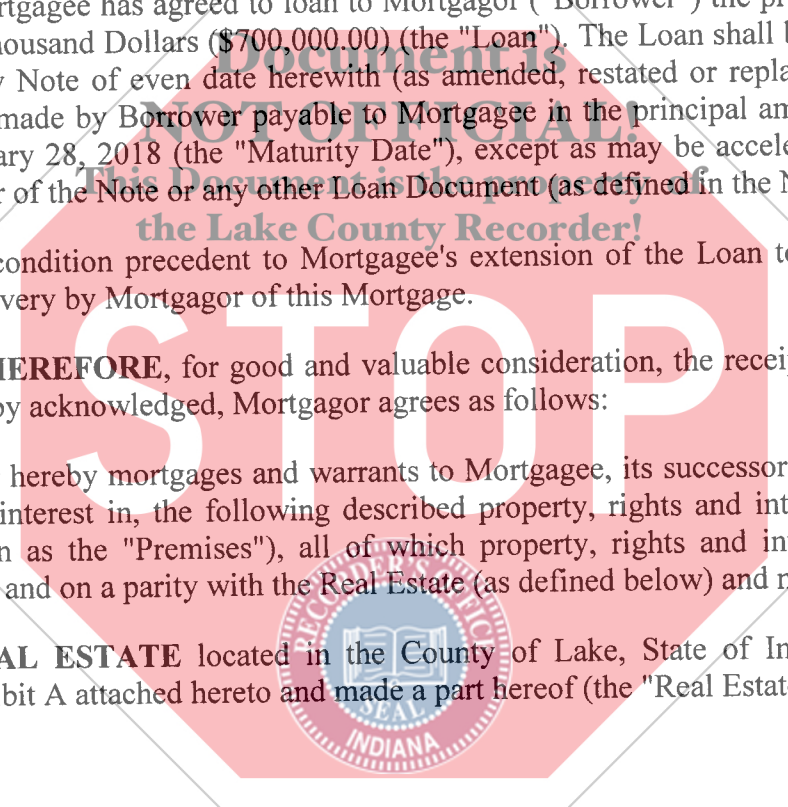 rtgagee has agreed to loan to Mortgagor ("Borrower") the pr
Document is
housand Dollars ($700,000.00) (the "Loan"). The Loan shall b
y Note of even date herewith (as amended, restated or repla
NOT OFFICIAL!
made by Borrower payable to Mortgagee in the principal am
ary 28, 2018 (the "Maturity Date"), except as may be accele
This Document is the property of
r of the Note or any other Loan Document (as defined in the N
the Lake County Recorder!
condition precedent to Mortgagee's extension of the Loan to
very by Mortgagor of this Mortgage.
STOP
HEREFORE, for good and valuable consideration, the receip
by acknowledged, Mortgagor agrees as follows:
hereby mortgages and warrants to Mortgagee, its successor
interest in, the following described property, rights and int
n as the "Premises"), all of which property, rights and in
and on a parity with the Real Estate (as defined below) and n
RECORDER'S OFFICE
AL ESTATE located in the County of Lake, State of In
bit A attached hereto and made a part hereof (the "Real Estat
SEAL
INDIANA